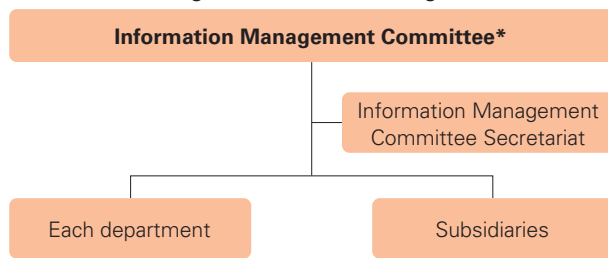 Information Management Committee*
Information Management
Committee Secretariat
Each department
Subsidiaries